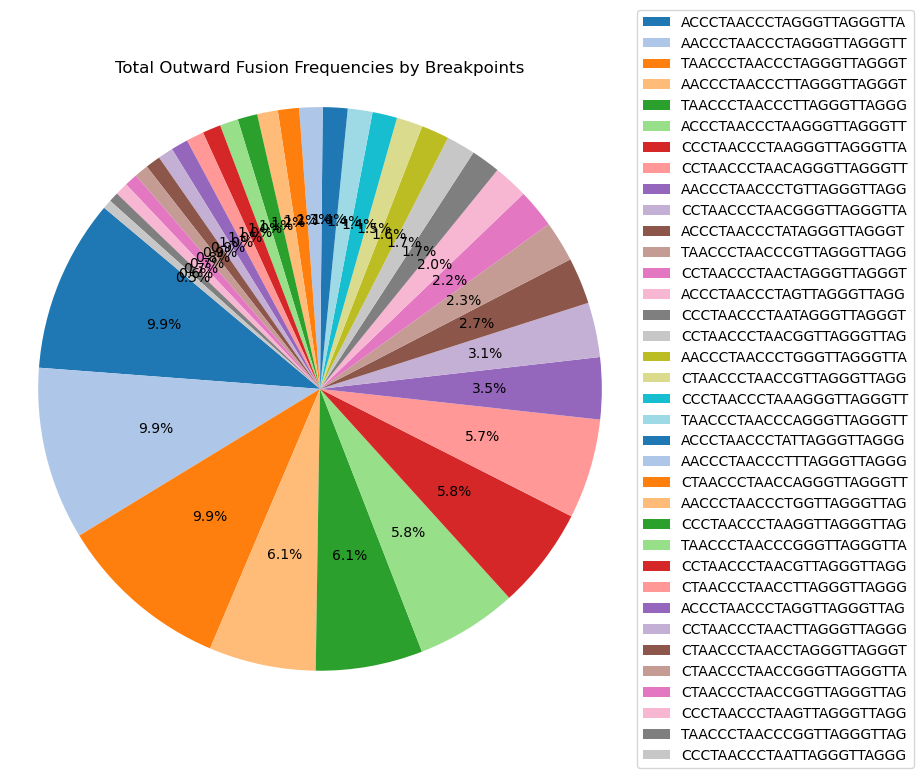 Total Outward Fusion Frequencies by Breakpoints
9.9%
9.9%
9.9%
6.1%
6.1%
5.8%
5.8%
5.7%
3.5%
3.1%
2.7%
2.3%
2.2%
2.0%
1.7%
1.7%
1.6%
1.5%
ACCCTAACCCTAGGGTTAGGGTTA
AACCCTAACCCTAGGGTTAGGGTT
TAACCCTAACCCTAGGGTTAGGGT
AACCCTAACCCTTAGGGTTAGGGT
TAACCCTAACCCTTAGGGTTAGGG
ACCCTAACCCTAAGGGTTAGGGTT
CCCTAACCCTAAGGGTTAGGGTTA
CCTAACCCTAACAGGGTTAGGGTT
AACCCTAACCCTGTTAGGGTTAGG
CCTAACCCTAACGGGTTAGGGTTA
ACCCTAACCCTATAGGGTTAGGGT
TAACCCTAACCCGTTAGGGTTAGG
CCTAACCCTAACTAGGGTTAGGGT
ACCCTAACCCTAGTTAGGGTTAGG
CCCTAACCCTAATAGGGTTAGGGT
CCTAACCCTAACGGTTAGGGTTAG
AACCCTAACCCTGGGTTAGGGTTA
CTAACCCTAACCGTTAGGGTTAGG
CCCTAACCCTAAAGGGTTAGGGTT
TAACCCTAACCCAGGGTTAGGGTT
ACCCTAACCCTATTAGGGTTAGGG
AACCCTAACCCTTTAGGGTTAGGG
CTAACCCTAACCAGGGTTAGGGTT
AACCCTAACCCTGGTTAGGGTTAG
CCCTAACCCTAAGGTTAGGGTTAG
TAACCCTAACCCGGGTTAGGGTTA
CCTAACCCTAACGTTAGGGTTAGG
CTAACCCTAACCTTAGGGTTAGGG
ACCCTAACCCTAGGTTAGGGTTAG
CCTAACCCTAACTTAGGGTTAGGG
CTAACCCTAACCTAGGGTTAGGGT
CTAACCCTAACCGGGTTAGGGTTA
CTAACCCTAACCGGTTAGGGTTAG
CCCTAACCCTAAGTTAGGGTTAGG
TAACCCTAACCCGGTTAGGGTTAG
CCCTAACCCTAATTAGGGTTAGGG